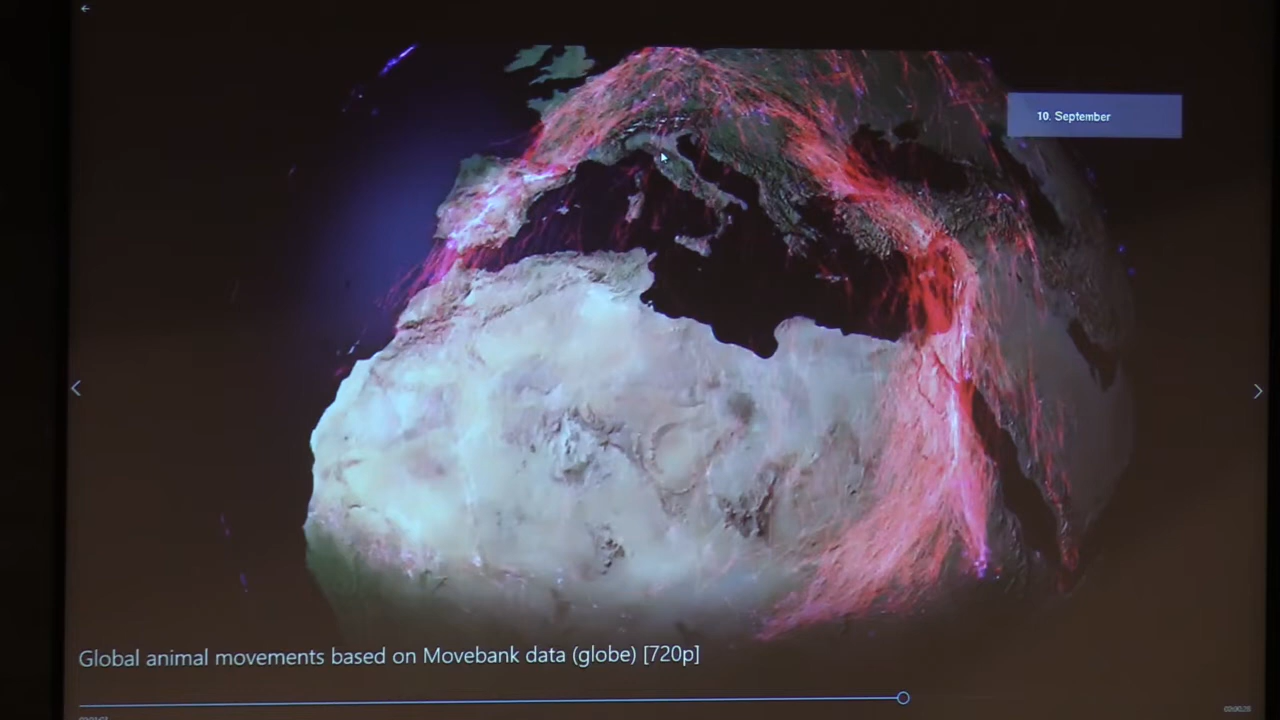 10. September
Global animal movements based on Movebank data (globe) [720p]